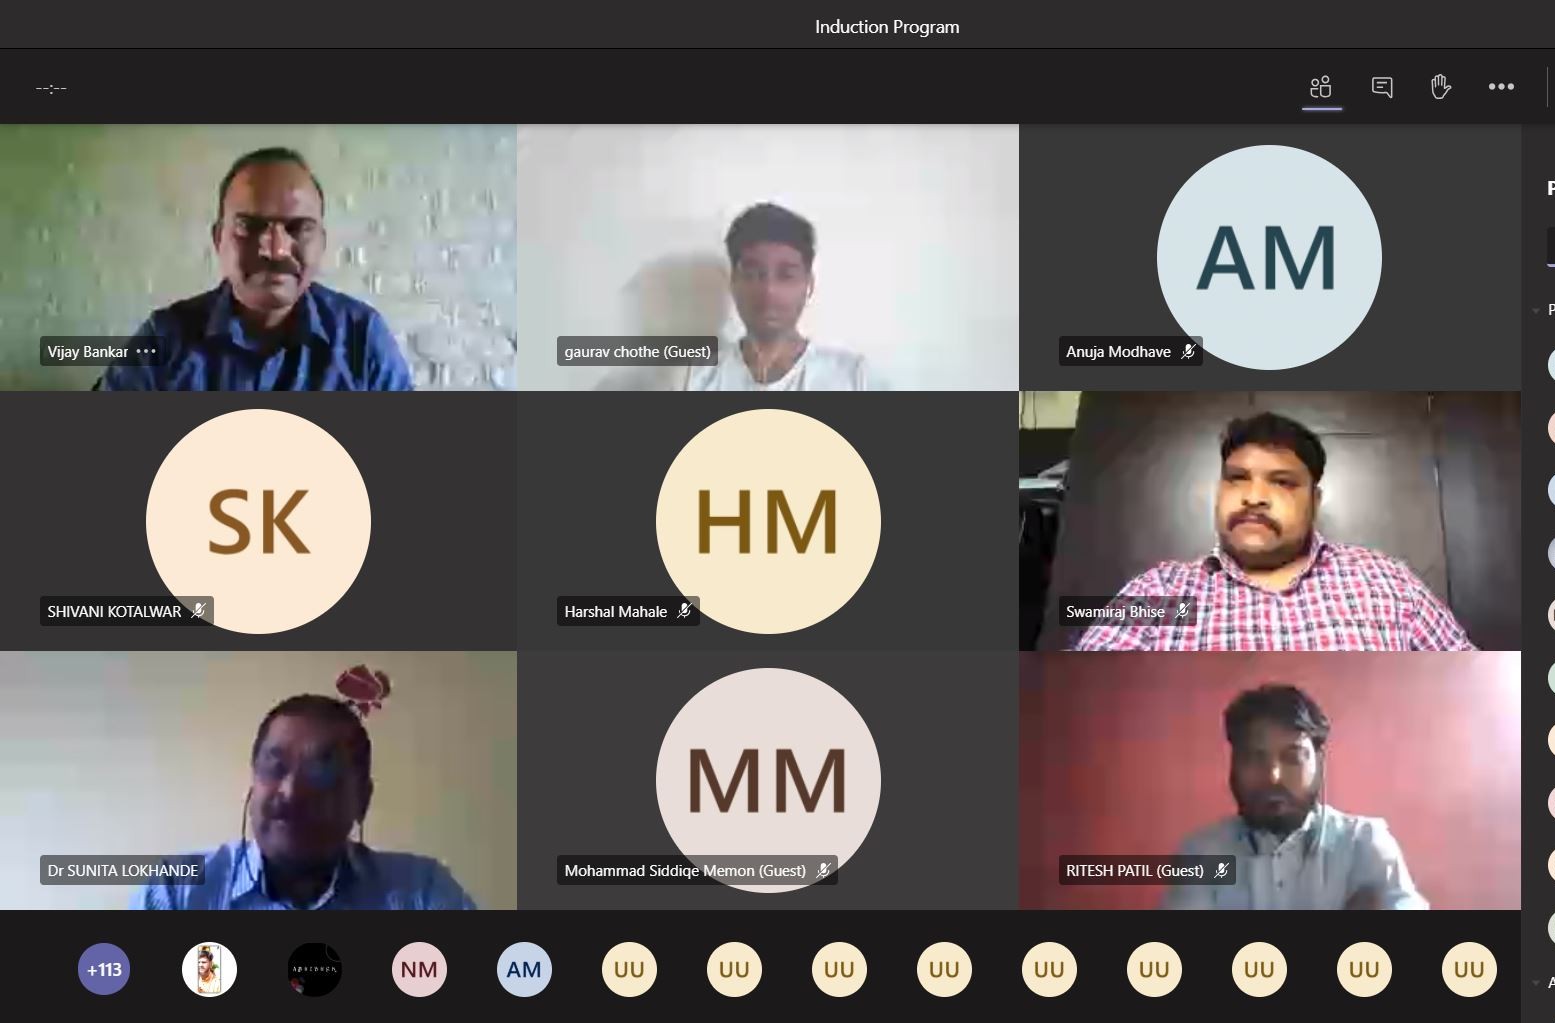 Induction Program
--:--
Vijay Bankar
gaurav chothe (Guest)
AM
Anuja Modhave
SK
SHIVANI KOTALWAR
HM
Harshal Mahale
Swamiraj Bhise
Dr SUNITA LOKHANDE
MM
Mohammad Siddiqe Memon (Guest)
RITESH PATIL (Guest)
+113
NM
AM
UU
UU
UU
UU
UU
UU
UU
UU
UU